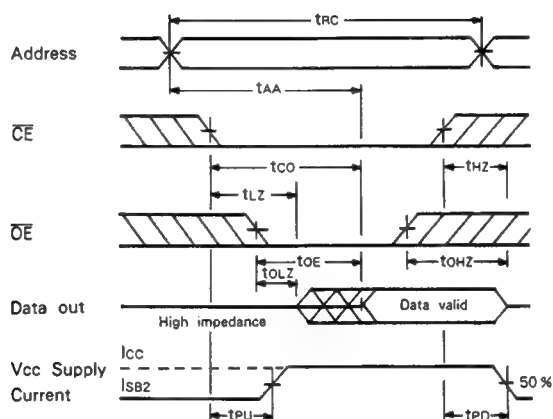 tRC
Address
tAA
CE
tCO
tHZ
tLZ
OE
tOE
tOHZ
tOLZ
Data out
High impedance
Data valid
ICC
Vcc Supply
Current
ISB2
50%
tPU
tPD